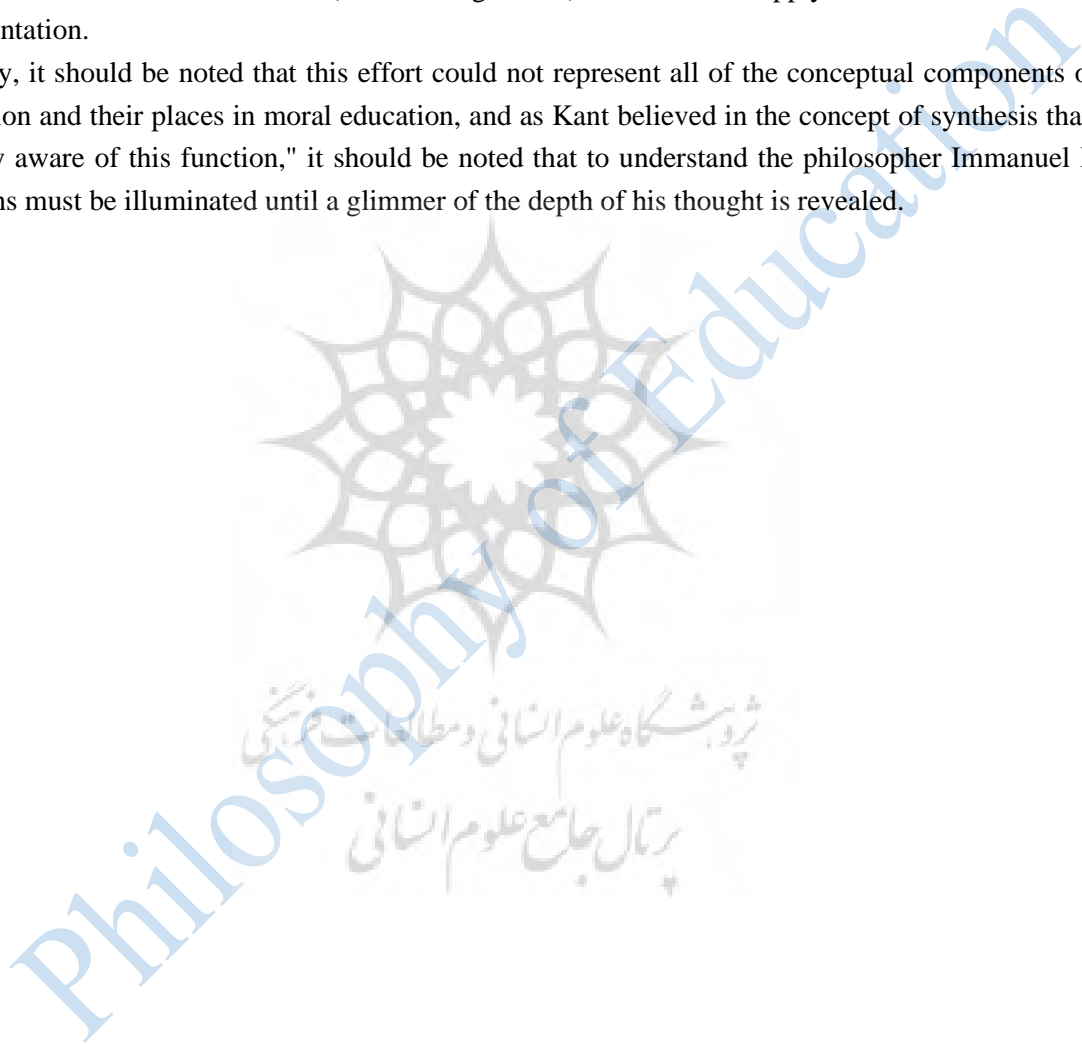 ntation.
y, it should be noted that this effort could not represent all of the conceptual components o
ion and their places in moral education, and as Kant believed in the concept of synthesis tha
y aware of this function," it should be noted that to understand the philosopher Immanuel
ns must be illuminated until a glimmer of the depth of his thought is revealed.
Philosophy of Education
پژوهشگاه علوم انسانی و مطالعات فرهنگی
پرتال جامع علوم انسانی